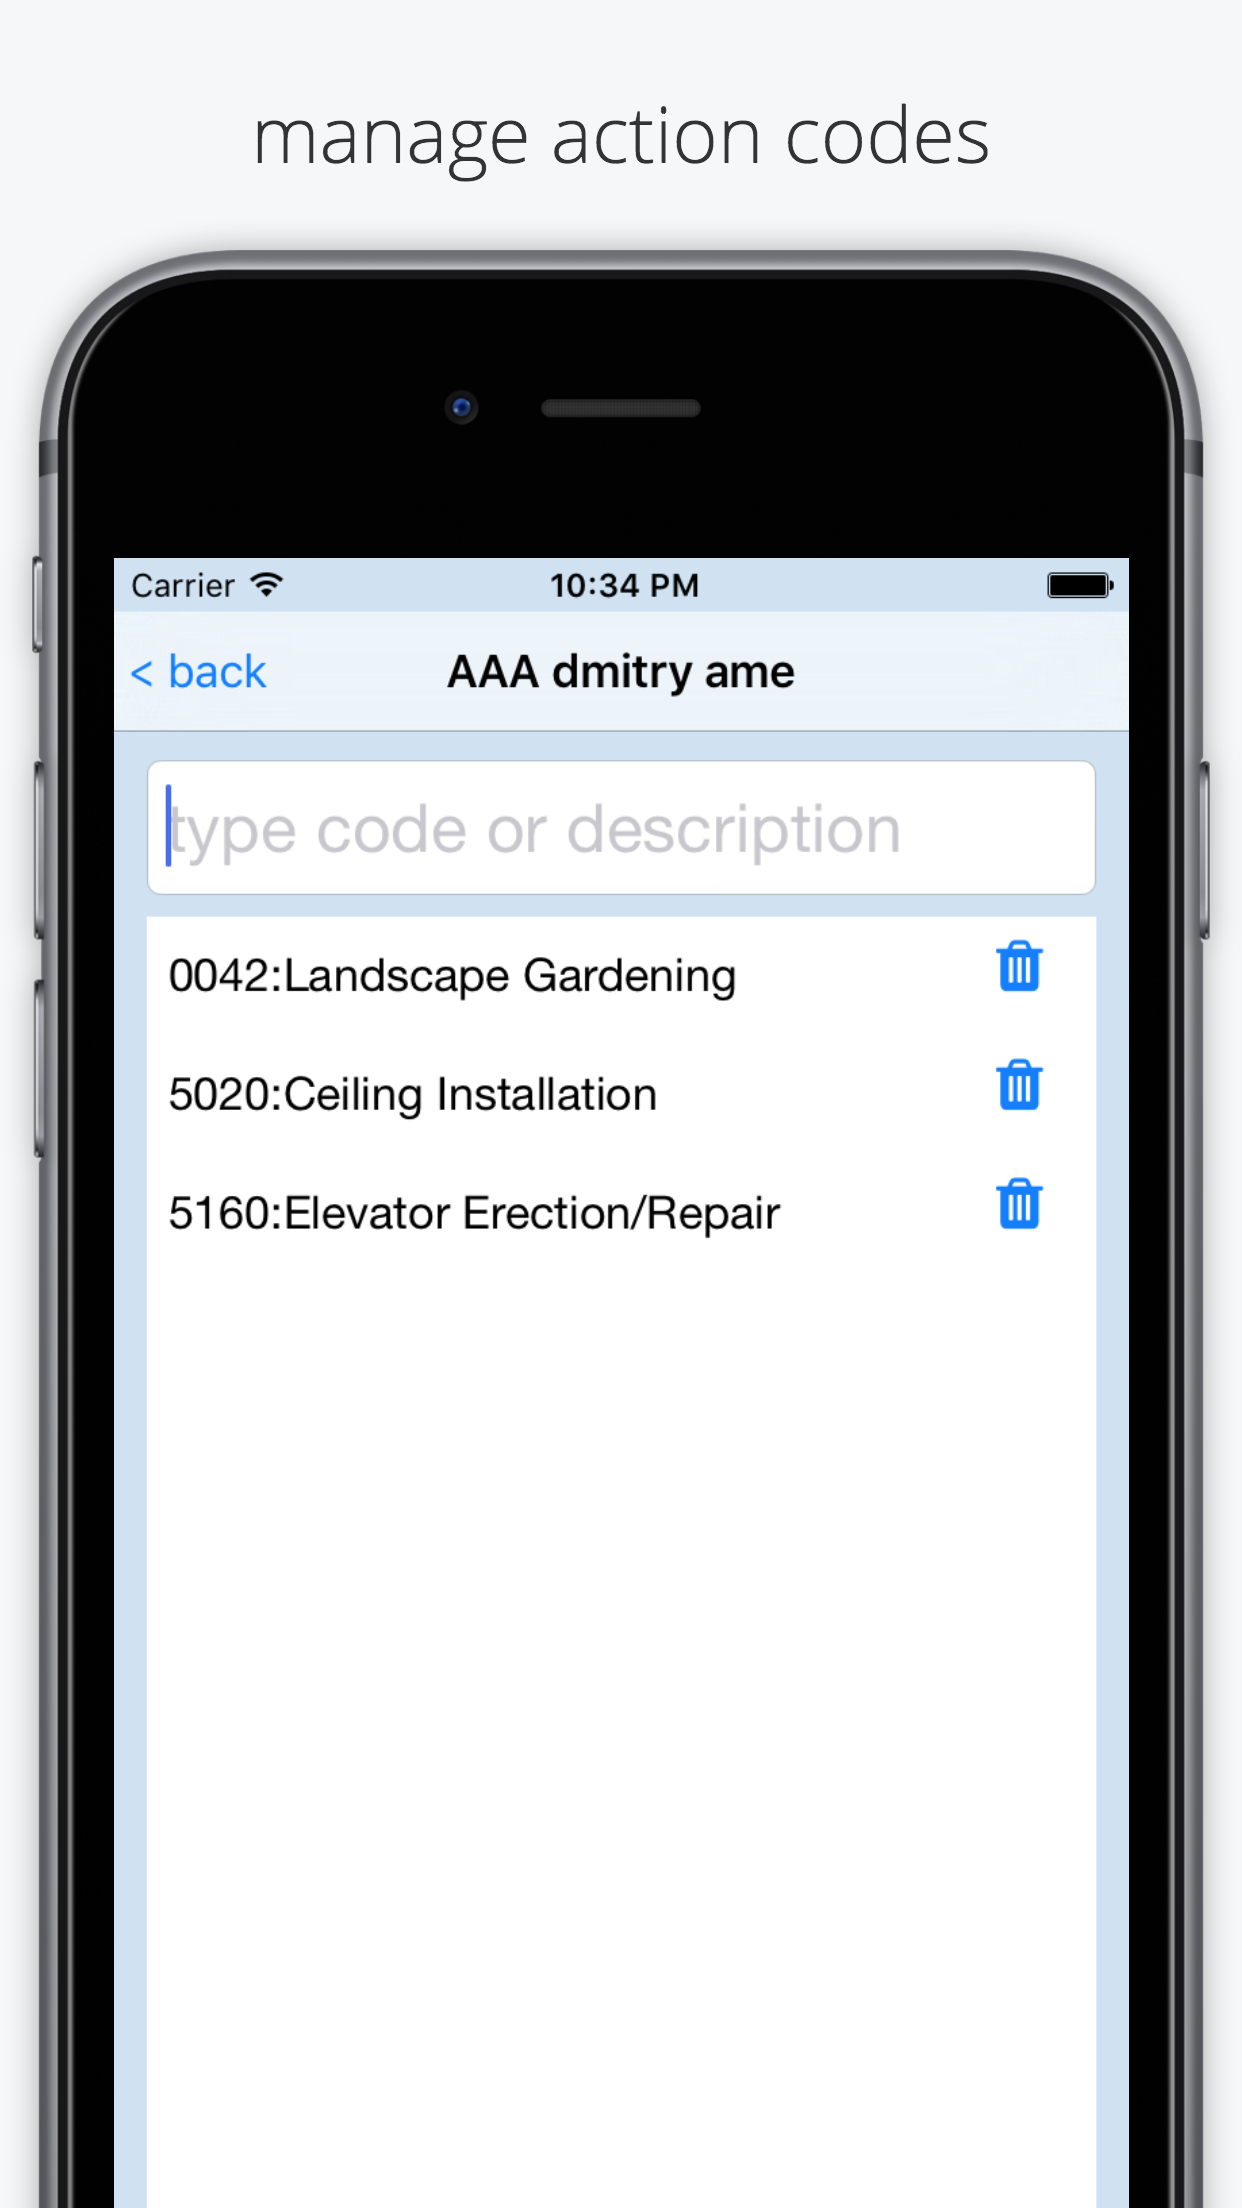 manage action codes
Carrier 10:34 PM
< back AAA dmitry ame
type code or description
0042:Landscape Gardening
5020:Ceiling Installation
5160:Elevator Erection/Repair